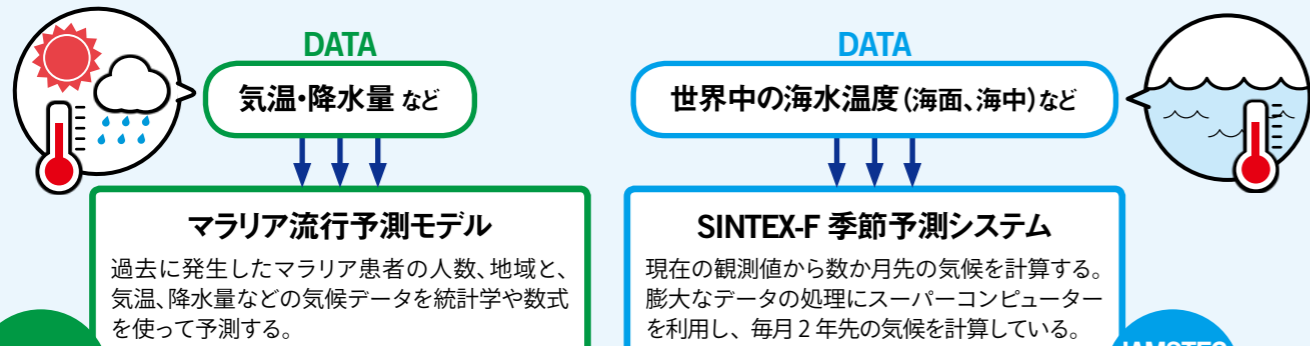 DATA
気温・降水量 など
マラリア流行予測モデル
過去に発生したマラリア患者の人数、地域と、
気温、降水量などの気候データを統計学や数式
を使って予測する。
DATA
世界中の海水温度(海面、海中)など
SINTEX-F 季節予測システム
現在の観測値から数か月先の気候を計算する。
膨大なデータの処理にスーパーコンピューター
を利用し、毎月2年先の気候を計算している。